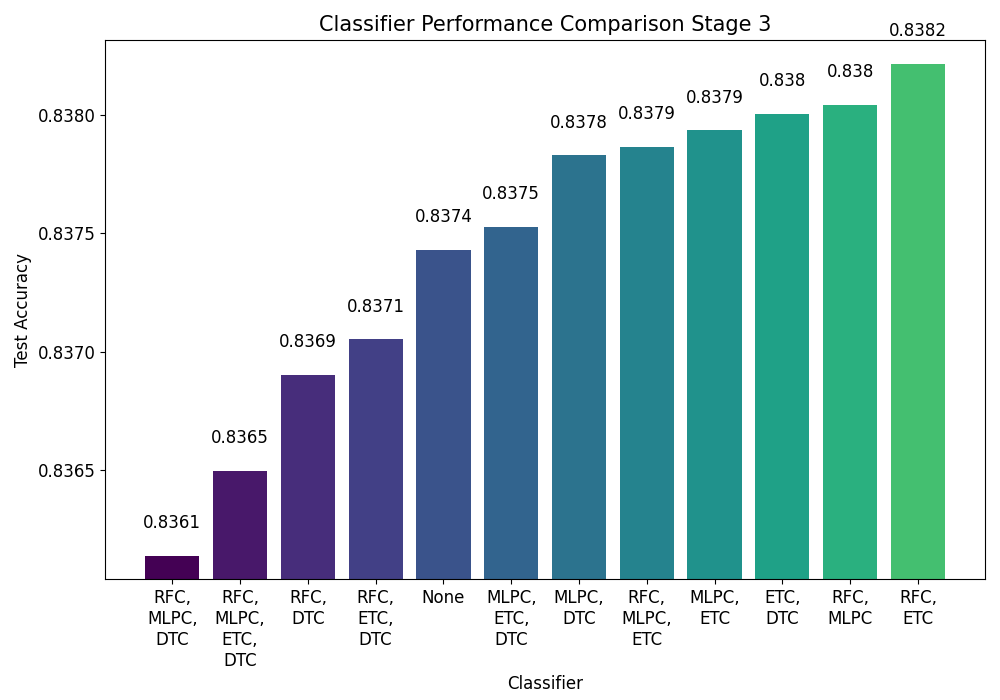 Classifier Performance Comparison Stage 3
0.8382
0.838
0.838
0.8379
0.8379
0.8378
0.8375
0.8374
0.8371
0.8369
0.8365
0.8361
Test Accuracy
0.8380
0.8375
0.8370
0.8365
RFC,
MLPC,
DTC
RFC,
MLPC,
ETC,
DTC
RFC,
DTC
RFC,
ETC,
DTC
None
MLPC,
ETC,
DTC
MLPC,
DTC
RFC,
MLPC,
ETC
MLPC,
ETC
ETC,
DTC
RFC,
MLPC
RFC,
ETC
Classifier